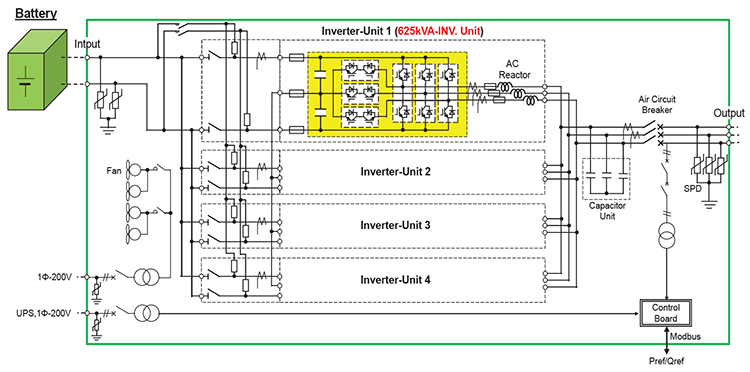 Battery
Intput
Inverter-Unit 1 (625kVA-INV. Unit)
AC
Reactor
Air Circuit
Breaker
Output
Fan
Inverter-Unit 2
Capacitor
Unit
SPD
Inverter-Unit 3
Inverter-Unit 4
1Φ-200V
UPS,1Φ-200V
Control
Board
Modbus
Pref/Qref